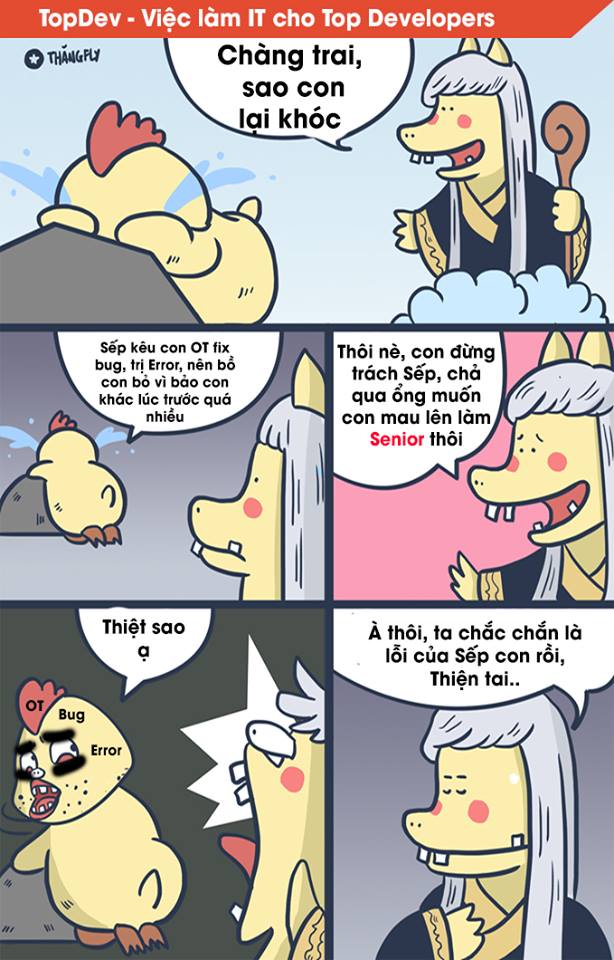 TopDev - Việc làm IT cho Top Developers
THĂNGFLY
Chàng trai,
sao con
lại khóc
Sếp kêu con OT fix
bug, trị Error, nên bồ
con bỏ vì bảo con
khác lúc trước quá
nhiều
Thôi nè, con đừng
trách Sếp, chả
qua ổng muốn
con mau lên làm
Senior thôi
Thiệt sao
ạ
OT
Bug
Error
À thôi, ta chắc chắn là
lỗi của Sếp con rồi,
Thiện tai..